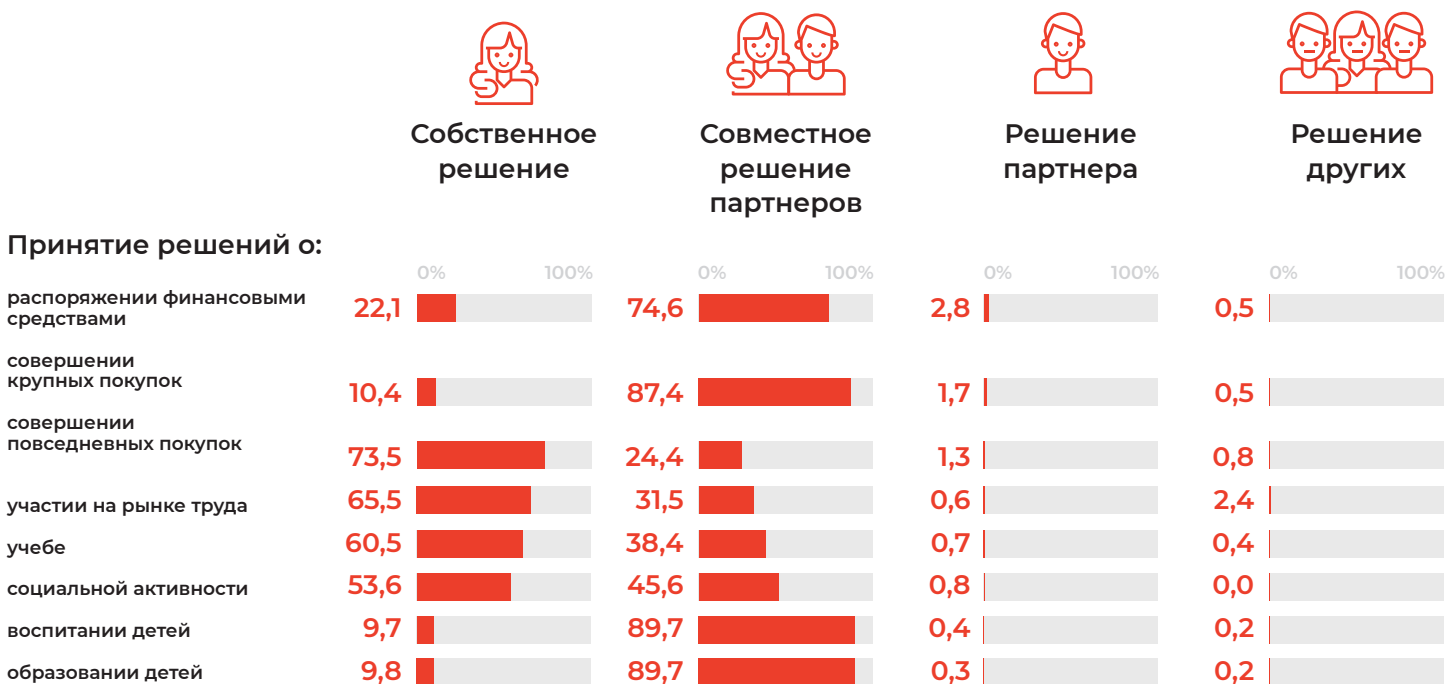 Собственное
решение
Совместное
решение
партнеров
Решение
партнера
Решение
других
Принятие решений о:
0% 100% 0% 100% 0% 100% 0% 100%
распоряжении финансовыми
средствами
22,1 74,6 2,8 0,5
совершении
крупных покупок
10,4 87,4 1,7 0,5
совершении
повседневных покупок
73,5 24,4 1,3 0,8
участии на рынке труда 65,5 31,5 0,6 2,4
учебе 60,5 38,4 0,7 0,4
социальной активности 53,6 45,6 0,8 0,0
воспитании детей 9,7 89,7 0,4 0,2
образовании детей 9,8 89,7 0,3 0,2